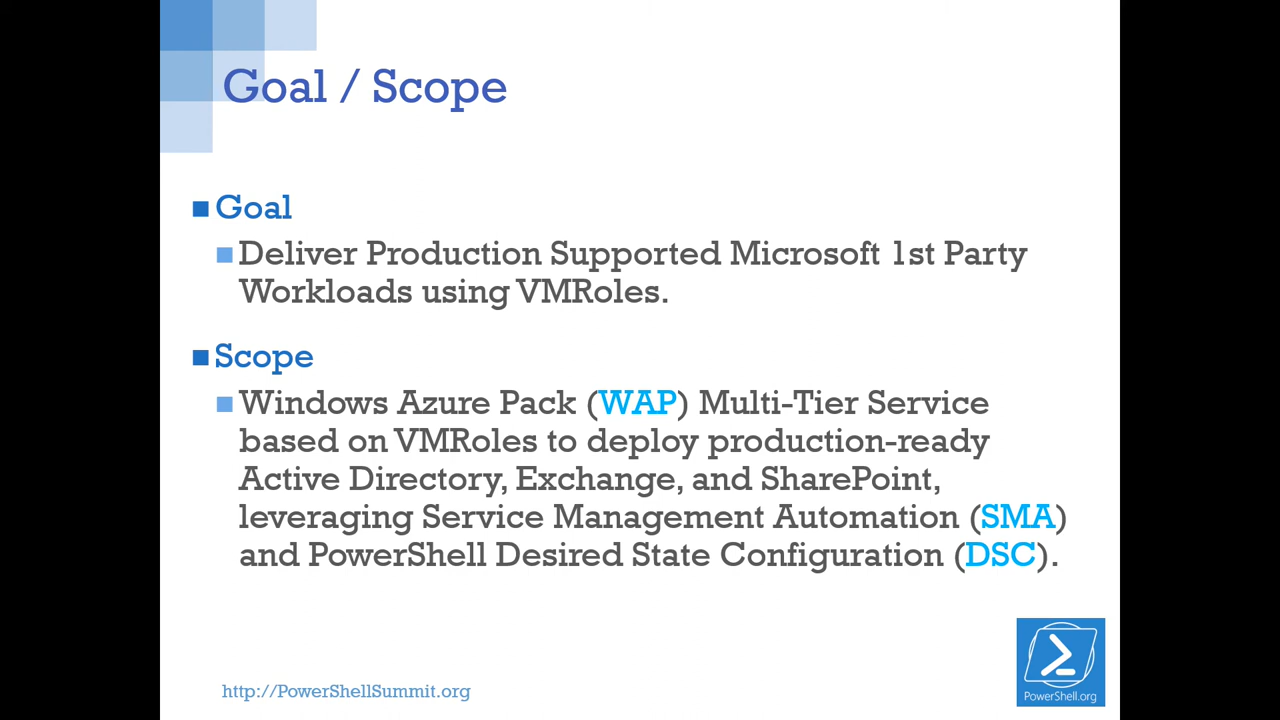 Goal / Scope
Goal
Deliver Production Supported Microsoft 1st Party
Workloads using VMRoles.
Scope
Windows Azure Pack (WAP) Multi-Tier Service
based on VMRoles to deploy production-ready
Active Directory, Exchange, and SharePoint,
leveraging Service Management Automation (SMA)
and PowerShell Desired State Configuration (DSC).
http://PowerShellSummit.org
PowerShell.org